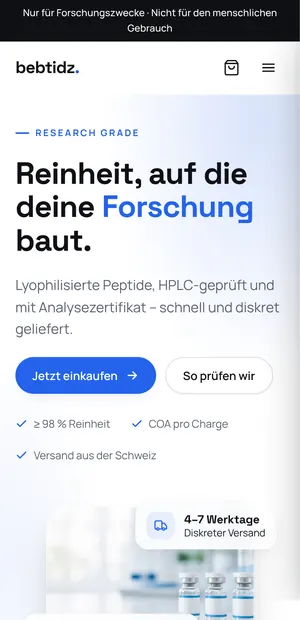 Nur für Forschungszwecke · Nicht für den menschlichen
Gebrauch
bebtidz.
RESEARCH GRADE
Reinheit, auf die
deine Forschung
baut.
Lyophilisierte Peptide, HPLC-geprüft und
mit Analysezertifikat – schnell und diskret
geliefert.
Jetzt einkaufen →
So prüfen wir
≥ 98 % Reinheit
COA pro Charge
Versand aus der Schweiz
4–7 Werktage
Diskreter Versand